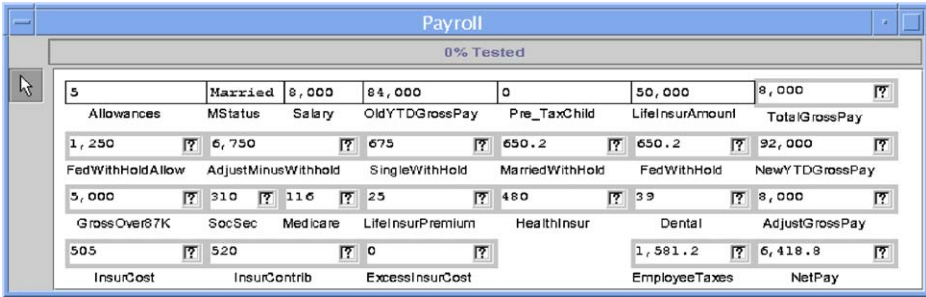 Payroll
0% Tested
5 Married 8,000 84,000 0 50,000 8,000 ?
Allowances MStatus Salary OldYTDGrossPay Pre_TaxChild LifeInsurAmount TotalGrossPay
1,250 ? 6,750 ? 675 ? 650.2 ? 650.2 ? 92,000 ?
FedWithHoldAllow AdjustMinusWithhold SingleWithHold MarriedWithHold FedWithHold NewYTDGrossPay
5,000 ? 310 ? 116 ? 25 ? 480 ? 39 ? 8,000 ?
GrossOver87K SocSec Medicare LifeInsurPremium HealthInsur Dental AdjustGrossPay
505 ? 520 ? 0 ? 1,581.2 ? 6,418.8 ?
InsurCost InsurContrib ExcessInsurCost EmployeeTaxes NetPay